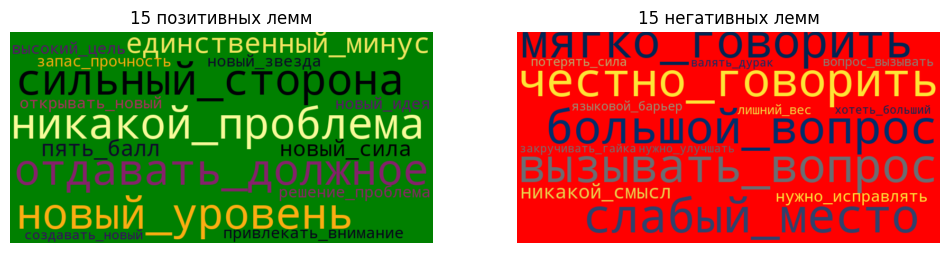 15 позитивных лемм
высокий_цель единственный_минус
запас_прочность новый_звезда
сильный_сторона
открывать_новый новый_идея
никакой_проблема
пять_балл новый_сила
отдавать_должное
решение_проблема
новый_уровень
создавать_новый привлекать_внимание
15 негативных лемм
мягко_говорить
потерять_сила валять_дурак вопрос_вызывать
честно_говорить
языковой_барьер лишний_вес хотеть_больший
большой_вопрос
закручивать_гайка нужно_улучшать
вызывать_вопрос
никакой_смысл нужно_исправлять
слабый_место